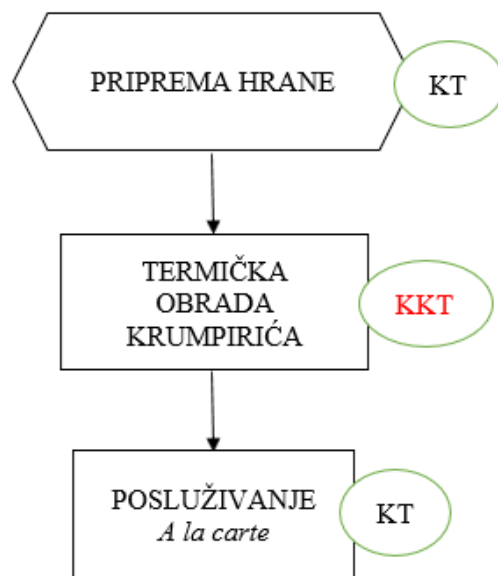 PRIPREMA HRANE
KT
TERMIČKA
OBRADA
KRUMPIRIĆA
KKT
POSLUŽIVANJE
A la carte
KT